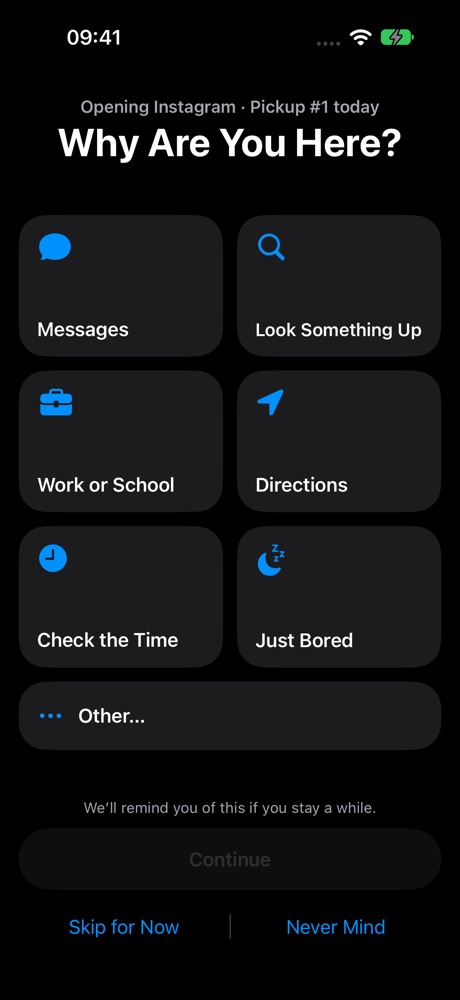 09:41
Opening Instagram · Pickup #1 today
Why Are You Here?
Messages
Look Something Up
Work or School
Directions
Check the Time
Just Bored
Other...
We’ll remind you of this if you stay a while.
Continue
Skip for Now
Never Mind